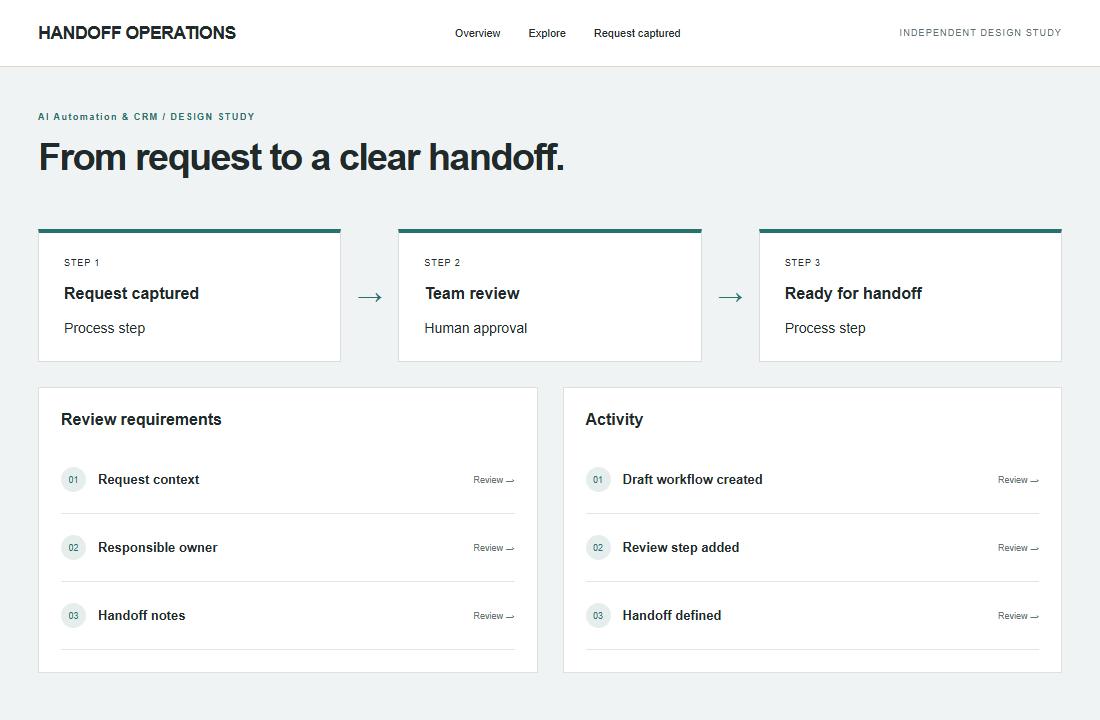 HANDOFF OPERATIONS
Overview
Explore
Request captured
INDEPENDENT DESIGN STUDY
AI Automation & CRM / DESIGN STUDY
From request to a clear handoff.
STEP 1
Request captured
Process step
→
STEP 2
Team review
Human approval
→
STEP 3
Ready for handoff
Process step
Review requirements
01 Request context Review →
02 Responsible owner Review →
03 Handoff notes Review →
Activity
01 Draft workflow created Review →
02 Review step added Review →
03 Handoff defined Review →